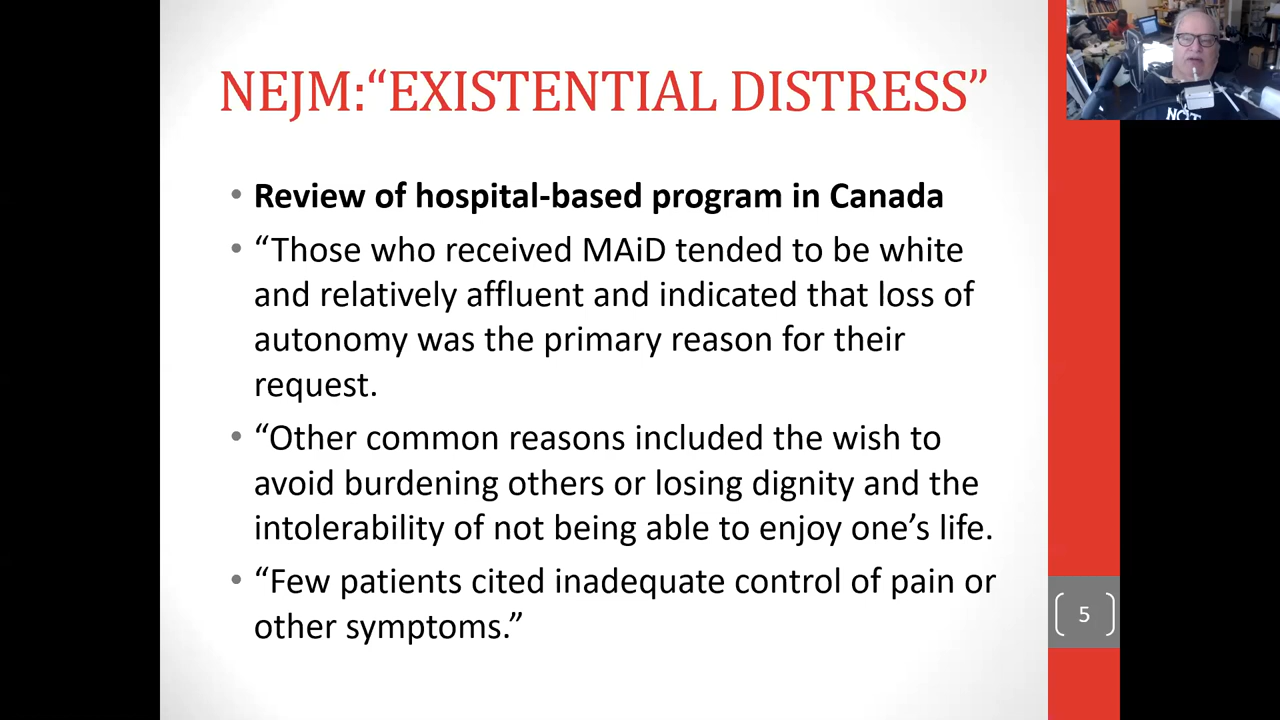 NEJM:“EXISTENTIAL DISTRESS”
• Review of hospital-based program in Canada
• “Those who received MAiD tended to be white
and relatively affluent and indicated that loss of
autonomy was the primary reason for their
request.
• “Other common reasons included the wish to
avoid burdening others or losing dignity and the
intolerability of not being able to enjoy one’s life.
• “Few patients cited inadequate control of pain or
other symptoms.”
5
NOT